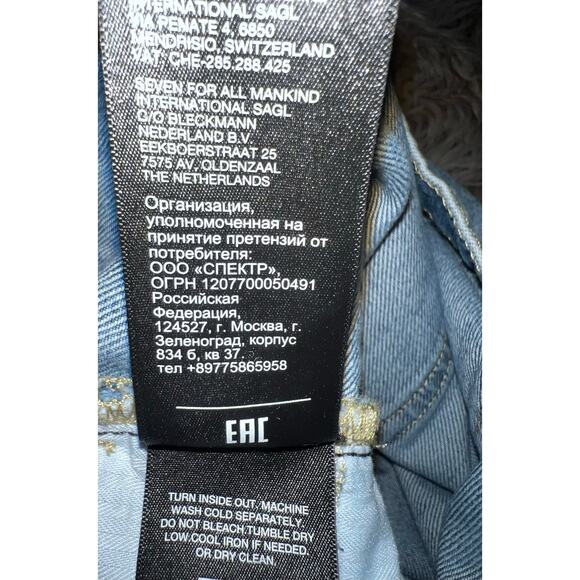 INTERNATIONAL SAGL
VIA PEMATE 4, 6850
MENDRISIO, SWITZERLAND
VAT: CHE-285.288.425
SEVEN FOR ALL MANKIND
INTERNATIONAL SAGL
C/O BLECKMANN
NEDERLAND B.V.
EEKBOERSTRAAT 25
7575 AV. OLDENZAAL
THE NETHERLANDS
Организация,
уполномоченная на
принятие претензий от
потребителя:
ООО «СПЕКТР»,
ОГРН 1207700050491
Российская
Федерация,
124527, г. Москва, г.
Зеленоград, корпус
834 б, кв 37.
тел +89775865958
EAC
TURN INSIDE OUT, MACHINE
WASH COLD SEPARATELY.
DO NOT BLEACH,TUMBLE DRY
LOW.COOL IRON IF NEEDED.
OR DRY CLEAN.